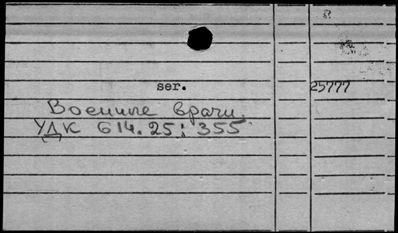 ser. 25777
Военные врачи.
УДК 614.25:355